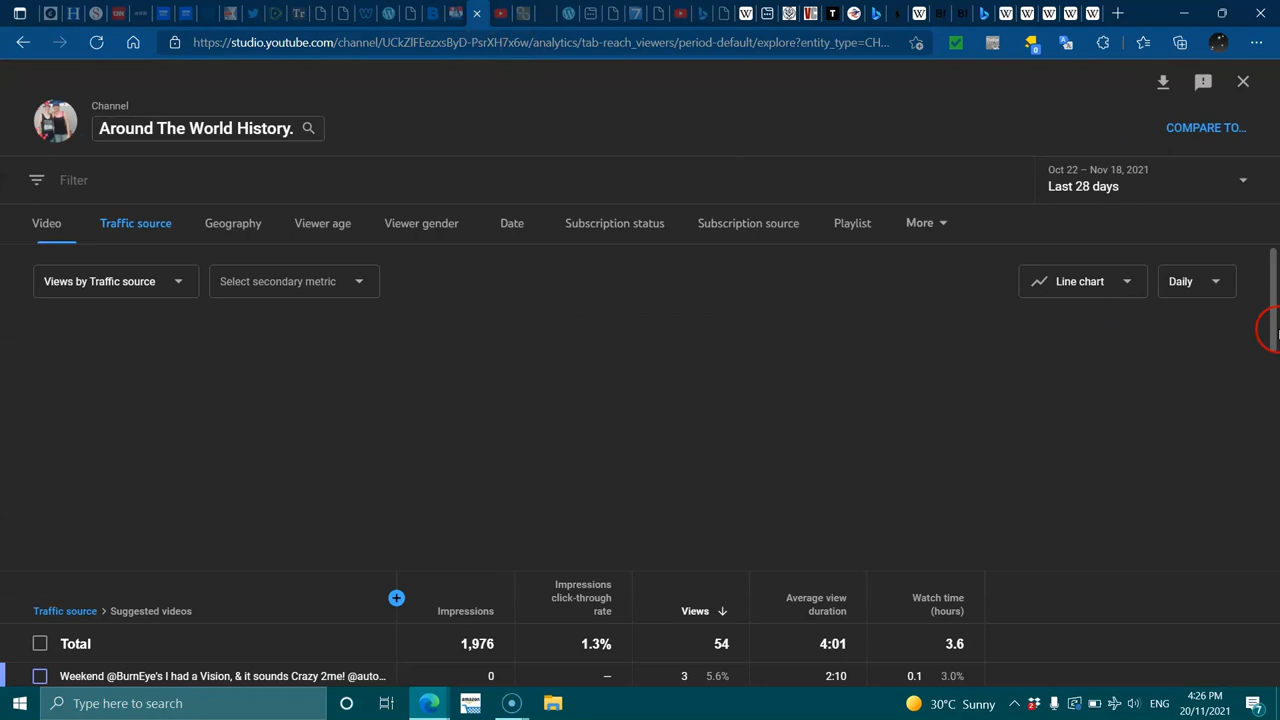 https://studio.youtube.com/channel/UCkZlFEezxsByD-PsrXH7x6w/analytics/tab-reach_viewers/period-default/explore?entity_type=CH...
Channel
Around The World History.
COMPARE TO...
Filter
Oct 22 – Nov 18, 2021
Last 28 days
Video Traffic source Geography Viewer age Viewer gender Date Subscription status Subscription source Playlist More
Views by Traffic source Select secondary metric Line chart Daily
Traffic source > Suggested videos Impressions Impressions click-through rate Views Average view duration Watch time (hours)
Total 1,976 1.3% 54 4:01 3.6
Weekend @BurnEye's I had a Vision, & it sounds Crazy 2me! @auto... 0 — 3 5.6% 2:10 0.1 3.0%
Type here to search
30°C Sunny ENG
4:26 PM
20/11/2021
7